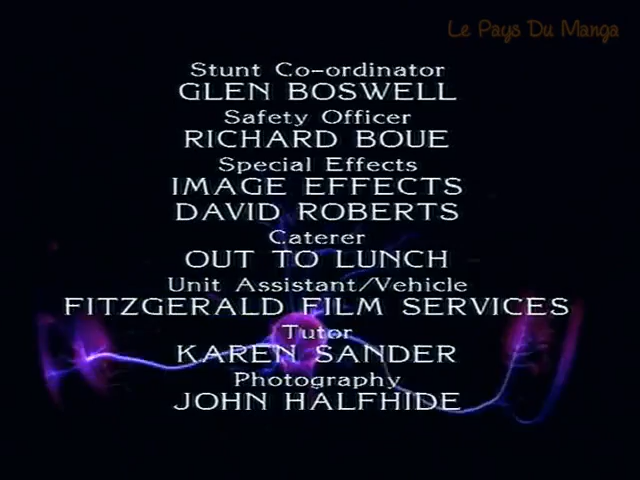 Le Pays Du Manga
Stunt Co-ordinator
GLEN BOSWELL
Safety Officer
RICHARD BOUE
Special Effects
IMAGE EFFECTS
DAVID ROBERTS
Caterer
OUT TO LUNCH
Unit Assistant/Vehicle
FITZGERALD FILM SERVICES
Tutor
KAREN SANDER
Photography
JOHN HALFHIDE